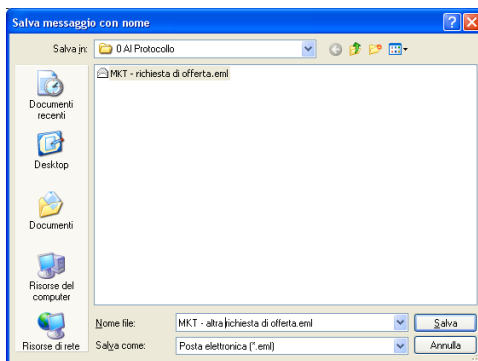 Salva messaggio con nome
Salva in:
0 Al Protocollo
MKT - richiesta di offerta.eml
Documenti
recenti
Desktop
Documenti
Risorse del
computer
Risorse di rete
Nome file:
MKT - altra richiesta di offerta.eml
Salva
Salva come:
Posta elettronica (*.eml)
Annulla